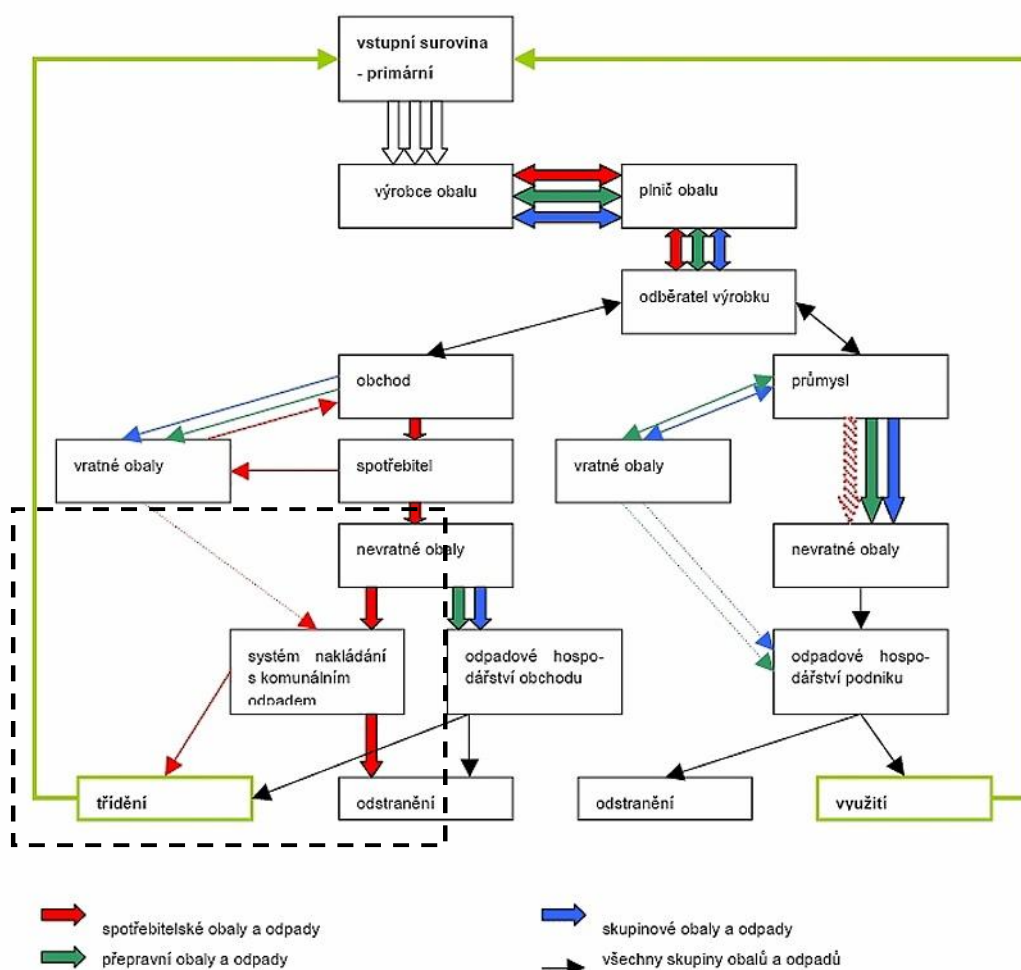 vstupní surovina
- primární
výrobce obalu
plnič obalu
odběratel výrobku
obchod
průmysl
vratné obaly
spotřebitel
vratné obaly
nevratné obaly
nevratné obaly
systém nakládání
s komunálním
odpadem
odpadové hospo-
dářství obchodu
odpadové hospo-
dářství podniku
třídění
odstranění
odstranění
využití
spotřebitelské obaly a odpady
skupinové obaly a odpady
přepravní obaly a odpady
všechny skupiny obalů a odpadů